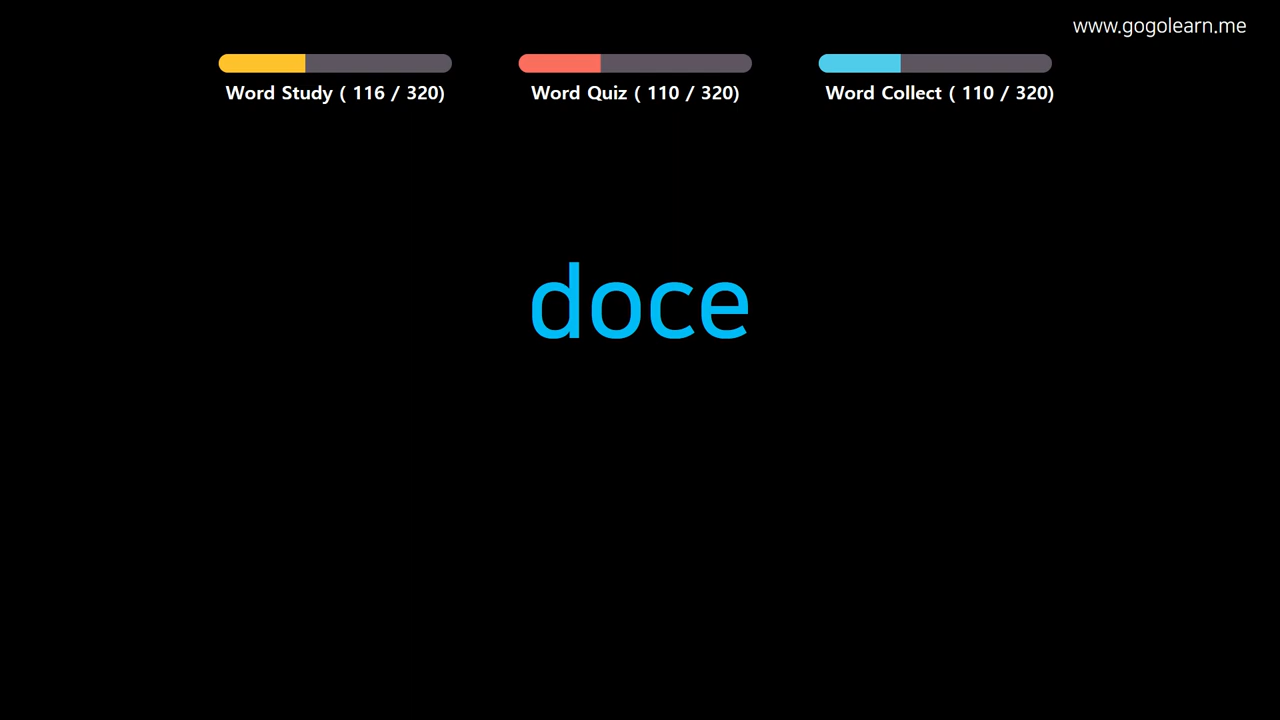 www.gogolearn.me
Word Study ( 116 / 320)
Word Quiz ( 110 / 320)
Word Collect ( 110 / 320)
doce